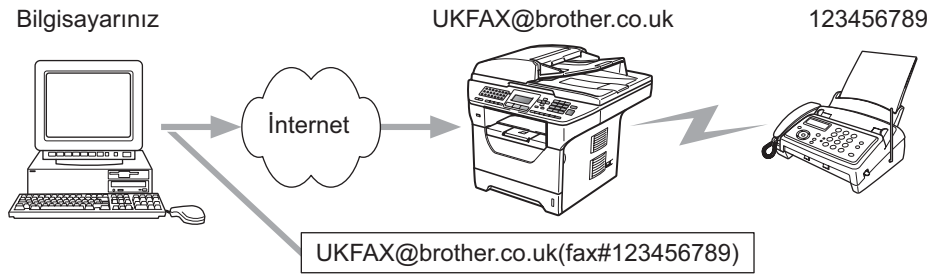 Bilgisayarınız
UKFAX@brother.co.uk
123456789
İnternet
UKFAX@brother.co.uk(fax#123456789)